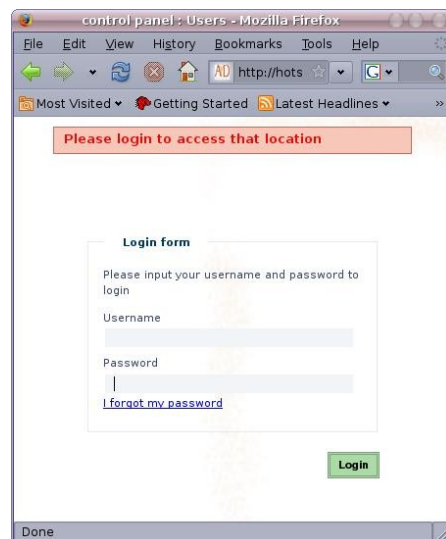 control panel : Users - Mozilla Firefox
File Edit View History Bookmarks Tools Help
AD http://hots G
Most Visited Getting Started Latest Headlines »
Please login to access that location
Login form
Please input your username and password to
login
Username
Password
I forgot my password
Login
Done